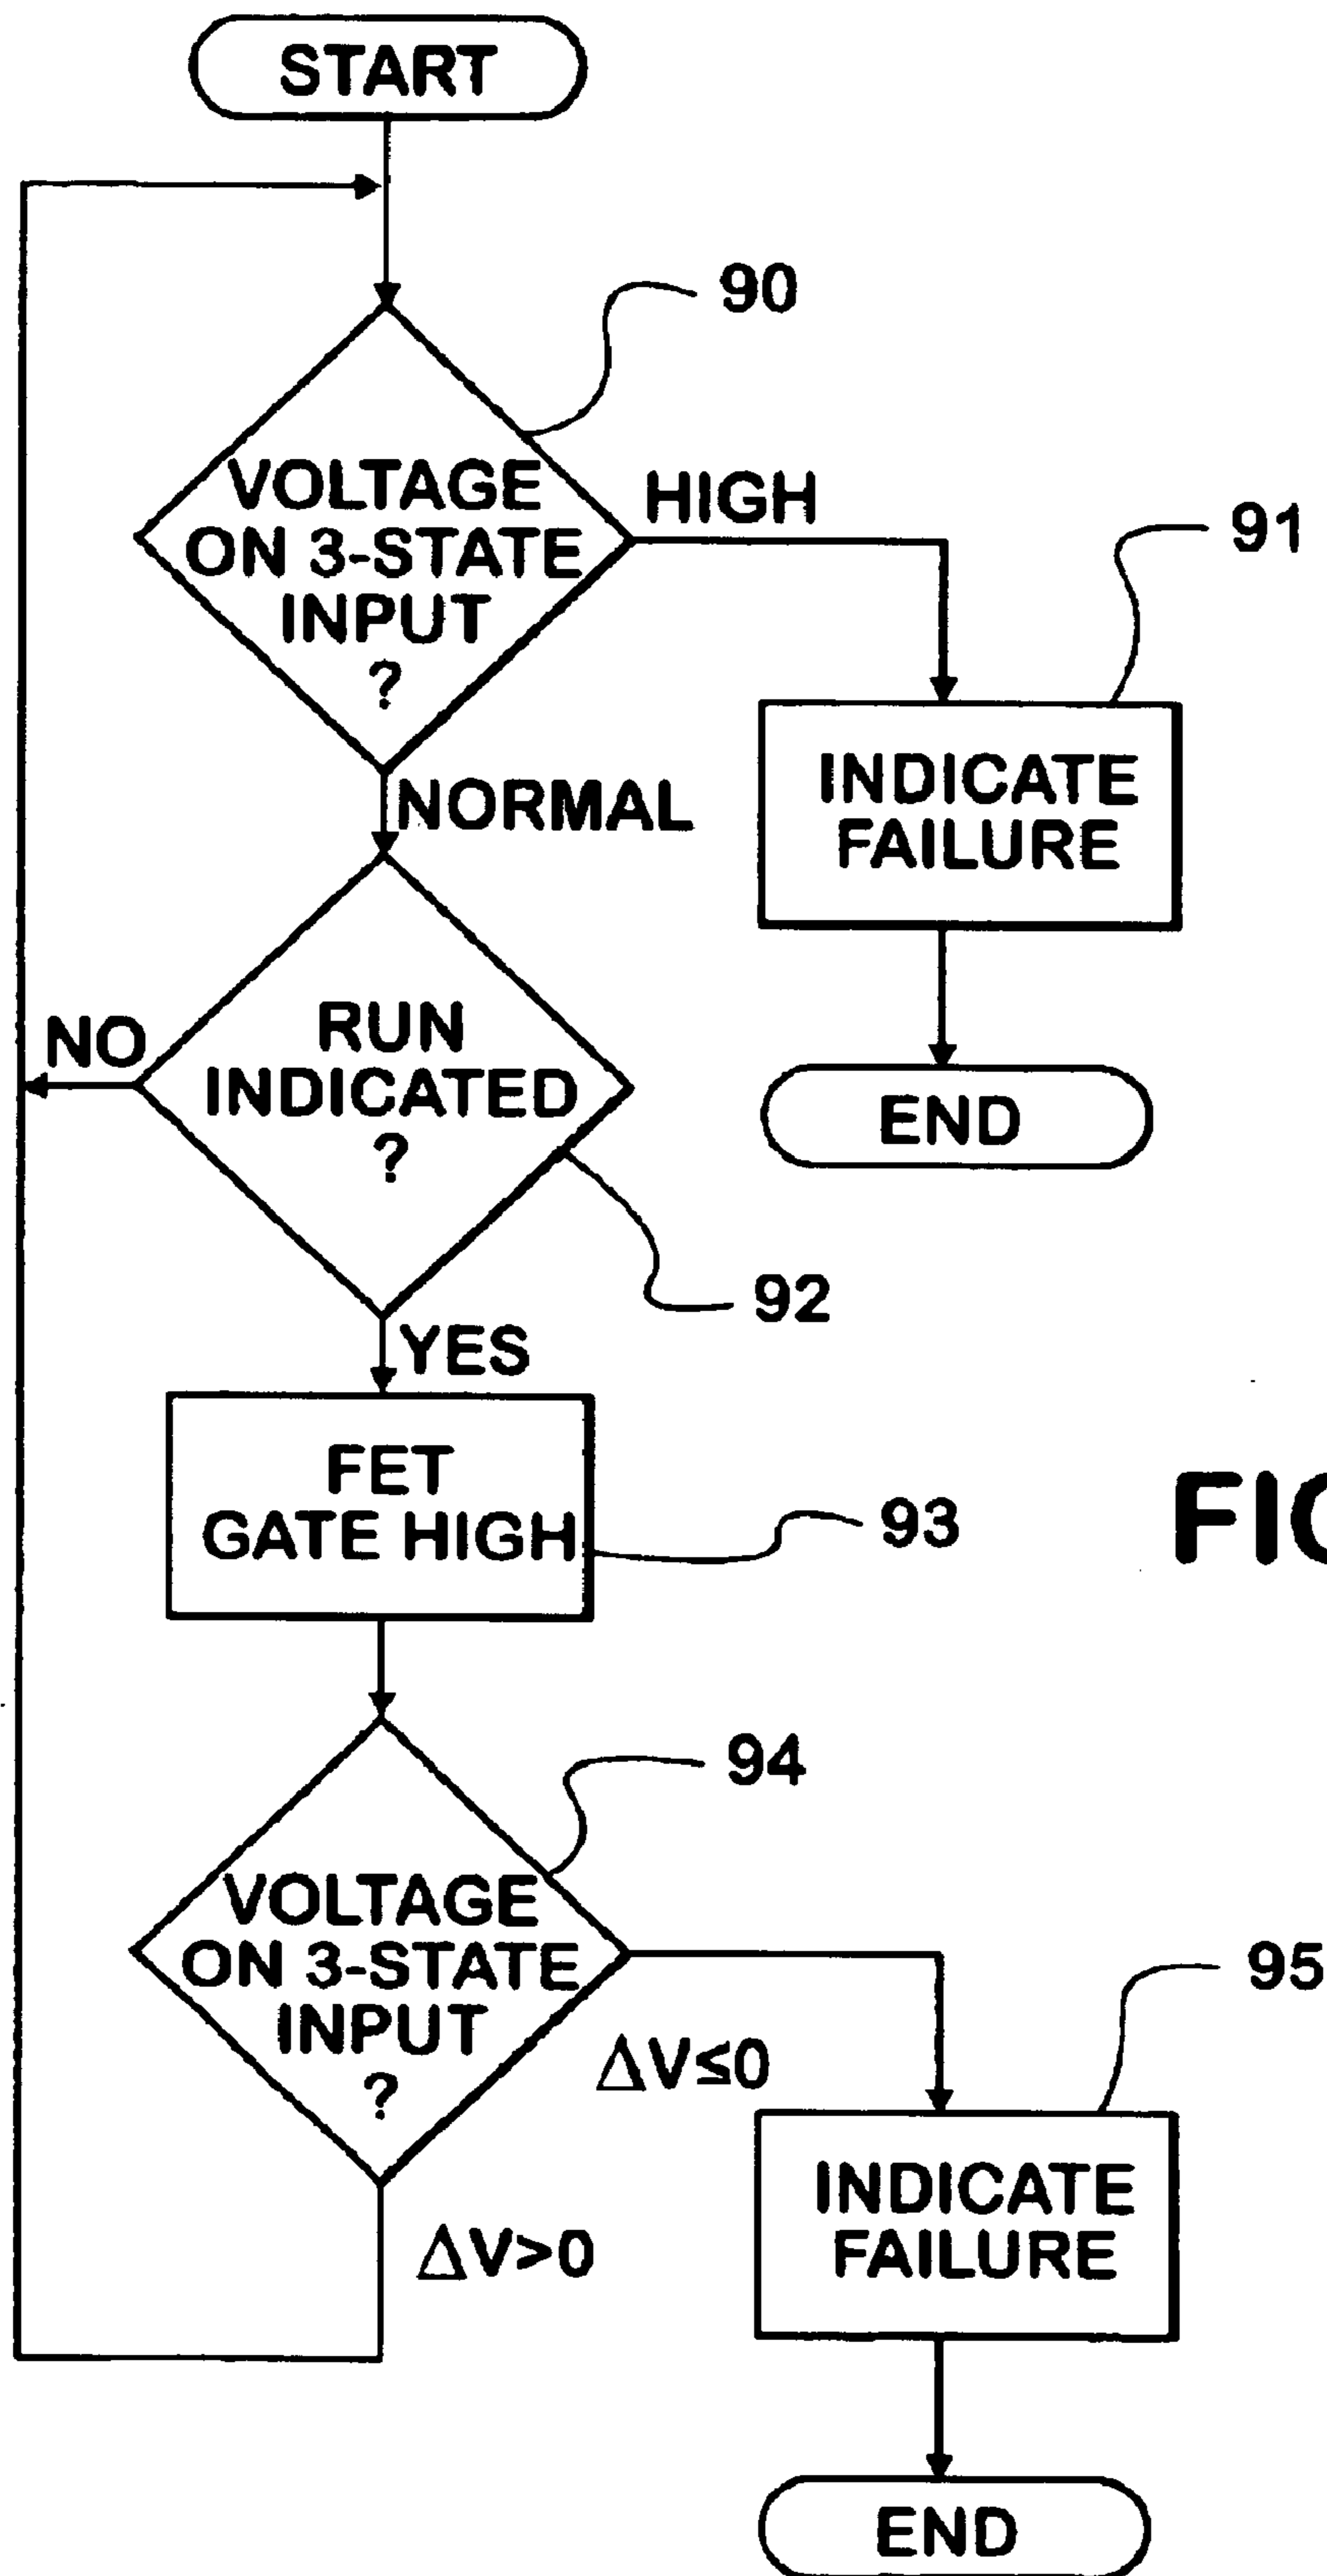 START
90
VOLTAGE
ON 3-STATE
INPUT
?
HIGH
91
INDICATE
FAILURE
NORMAL
END
NO
RUN
INDICATED
?
92
YES
FET
GATE HIGH
93
94
VOLTAGE
ON 3-STATE
INPUT
?
ΔV≤0
95
INDICATE
FAILURE
ΔV>0
END